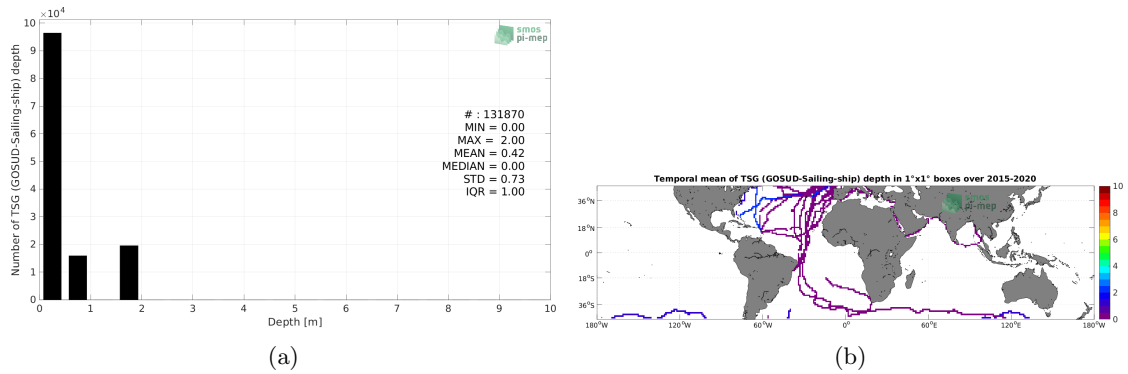 ×10⁴
10
9
8
7
6
5
4
3
2
1
0
Number of TSG (GOSUD-Sailing-ship) depth
smos
pi-mep
# : 131870
MIN = 0.00
MAX = 2.00
MEAN = 0.42
MEDIAN = 0.00
STD = 0.73
IQR = 1.00
0 1 2 3 4 5 6 7 8 9 10
Depth [m]
(a)
Temporal mean of TSG (GOSUD-Sailing-ship) depth in 1°x1° boxes over 2015-2020
smos
pi-mep
36°N
18°N
0°
18°S
36°S
180°W 120°W 60°W 0° 60°E 120°E 180°W
10
8
6
4
2
0
(b)